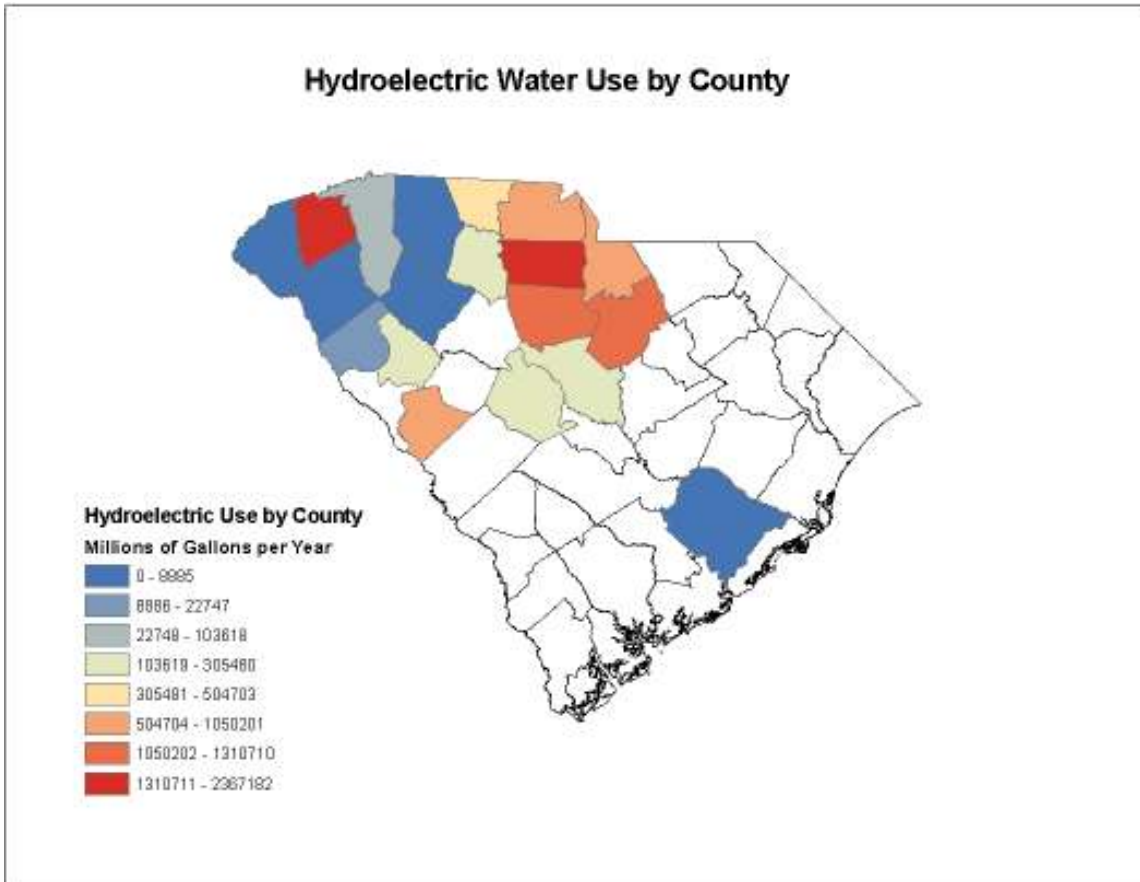 Hydroelectric Water Use by County
Hydroelectric Use by County
Millions of Gallons per Year
0 - 8885
8886 - 22747
22748 - 103618
103619 - 305480
305481 - 504703
504704 - 1050201
1050202 - 1310710
1310711 - 2367182